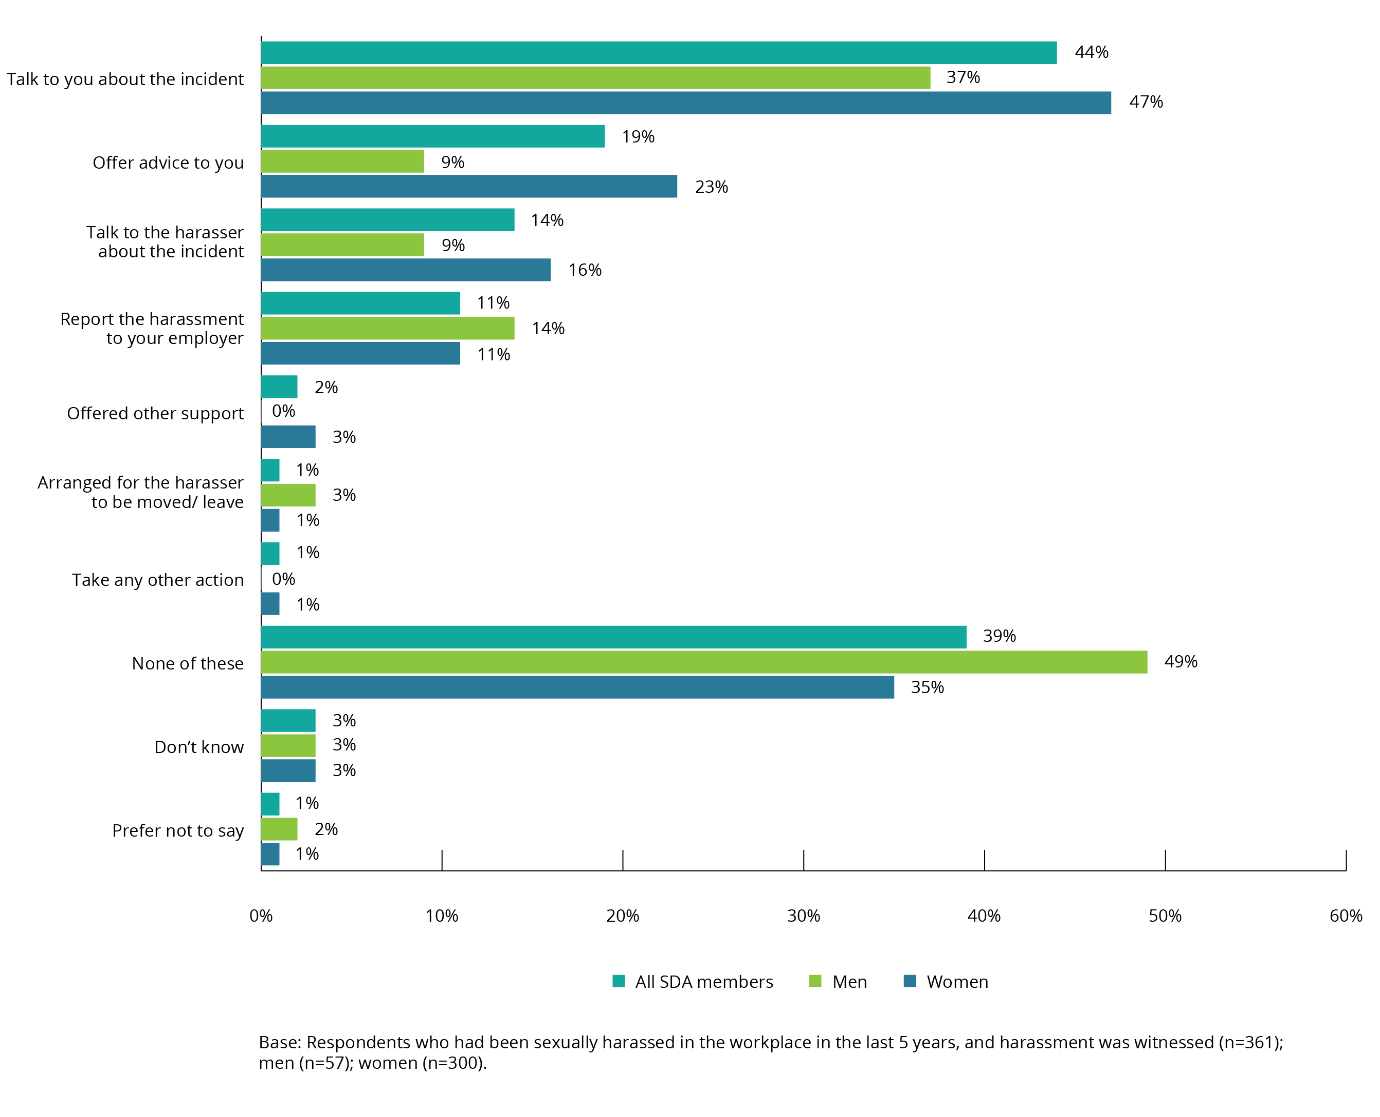 Talk to you about the incident
44%
37%
47%
Offer advice to you
19%
9%
23%
Talk to the harasser
about the incident
14%
9%
16%
Report the harassment
to your employer
11%
14%
11%
Offered other support
2%
0%
3%
Arranged for the harasser
to be moved/ leave
1%
3%
1%
Take any other action
1%
0%
1%
None of these
39%
49%
35%
Don’t know
3%
3%
3%
Prefer not to say
1%
2%
1%
0% 10% 20% 30% 40% 50% 60%
All SDA members Men Women
Base: Respondents who had been sexually harassed in the workplace in the last 5 years, and harassment was witnessed (n=361);
men (n=57); women (n=300).